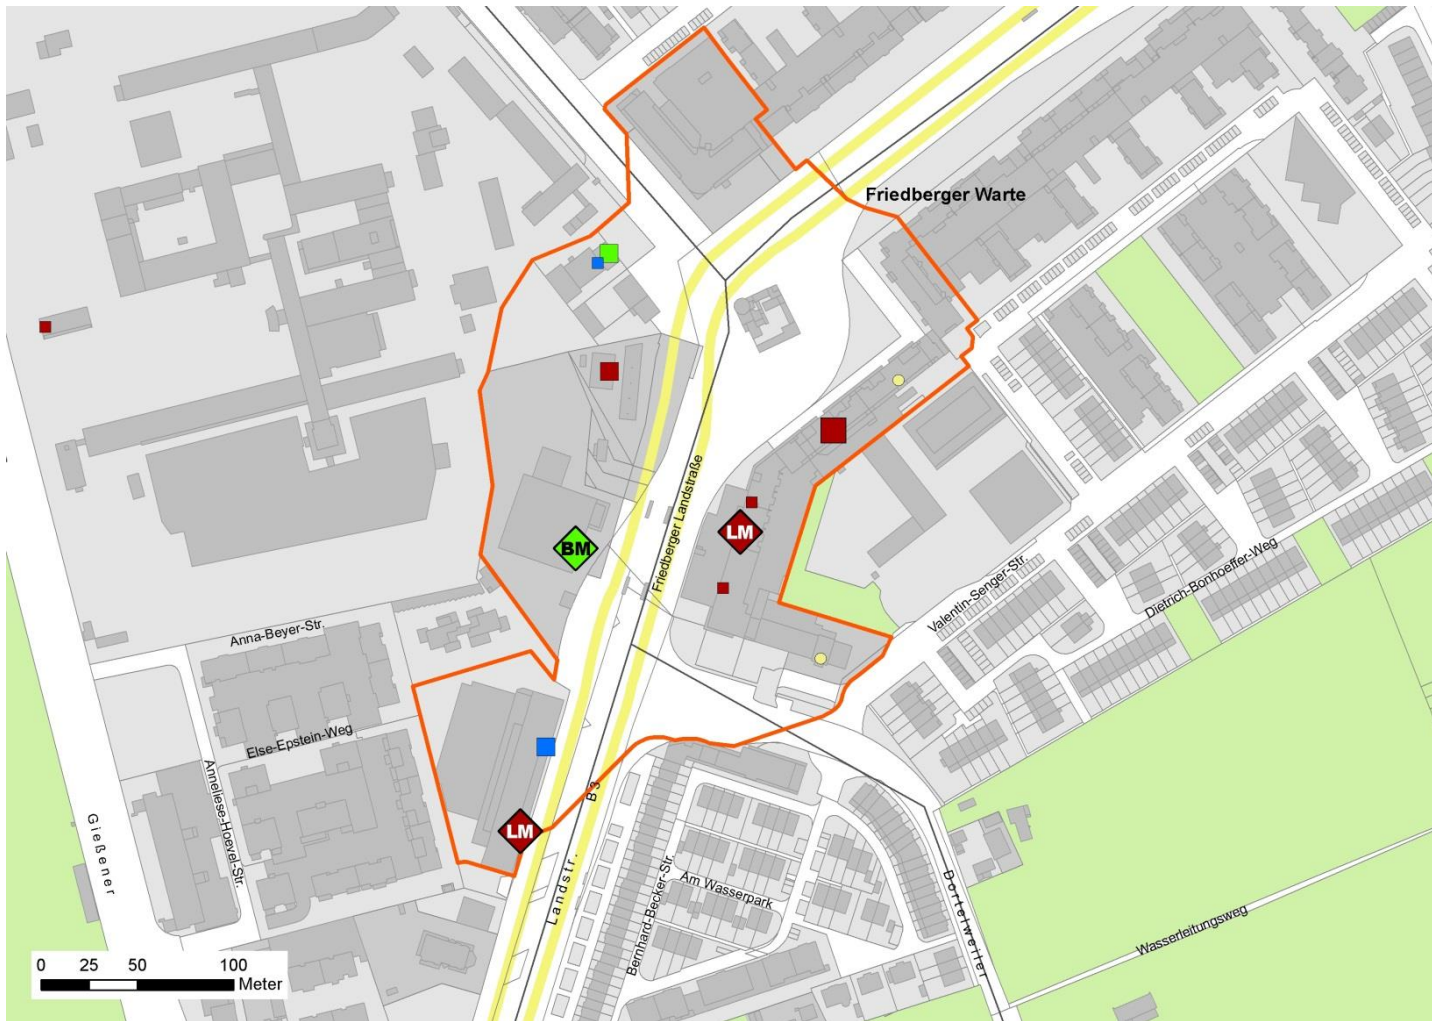 Friedberger Warte
Friedberger Landstraße
BM
LM
Valentin-Senger-Str.
Dietrich-Bonhoeffer-Weg
Anna-Beyer-Str.
Else-Epstein-Weg
Anneliese-Hoevel-Str.
Gießener
LM
B 3
Landstr.
Bernhard-Becker-Str.
Am Wasserpark
Dortelweiler
Wasserleitungsweg
0 25 50 100
Meter